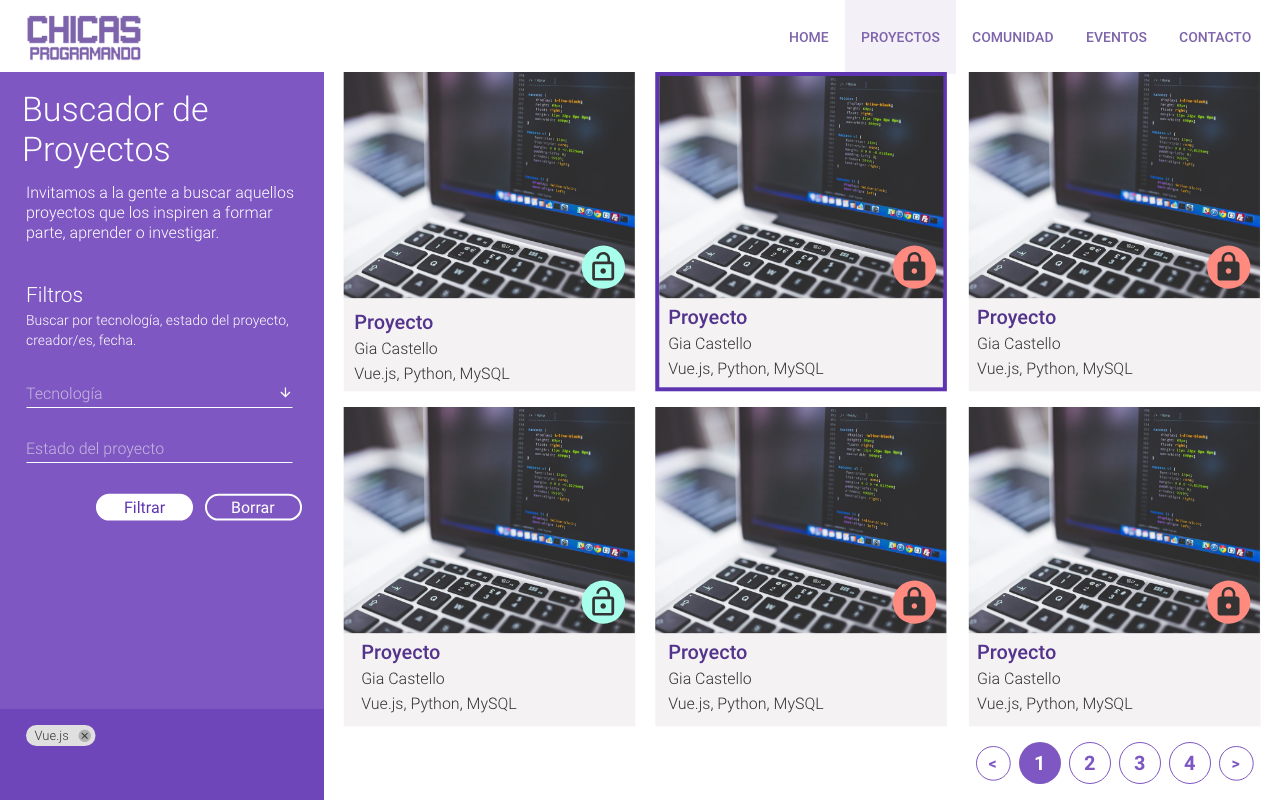 CHICAS
PROGRAMANDO
HOME
PROYECTOS
COMUNIDAD
EVENTOS
CONTACTO
Buscador de
Proyectos
Invitamos a la gente a buscar aquellos
proyectos que los inspiren a formar
parte, aprender o investigar.
Filtros
Buscar por tecnología, estado del proyecto,
creador/es, fecha.
Tecnología
Estado del proyecto
Filtrar
Borrar
Vue.js
Proyecto
Gia Castello
Vue.js, Python, MySQL
Proyecto
Gia Castello
Vue.js, Python, MySQL
Proyecto
Gia Castello
Vue.js, Python, MySQL
Proyecto
Gia Castello
Vue.js, Python, MySQL
Proyecto
Gia Castello
Vue.js, Python, MySQL
Proyecto
Gia Castello
Vue.js, Python, MySQL
< 1 2 3 4 >